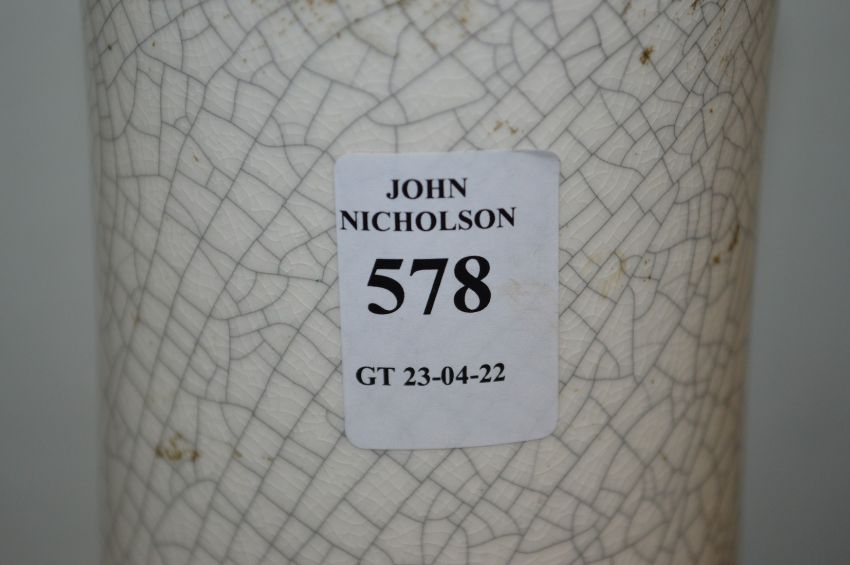 JOHN
NICHOLSON
578
GT 23-04-22